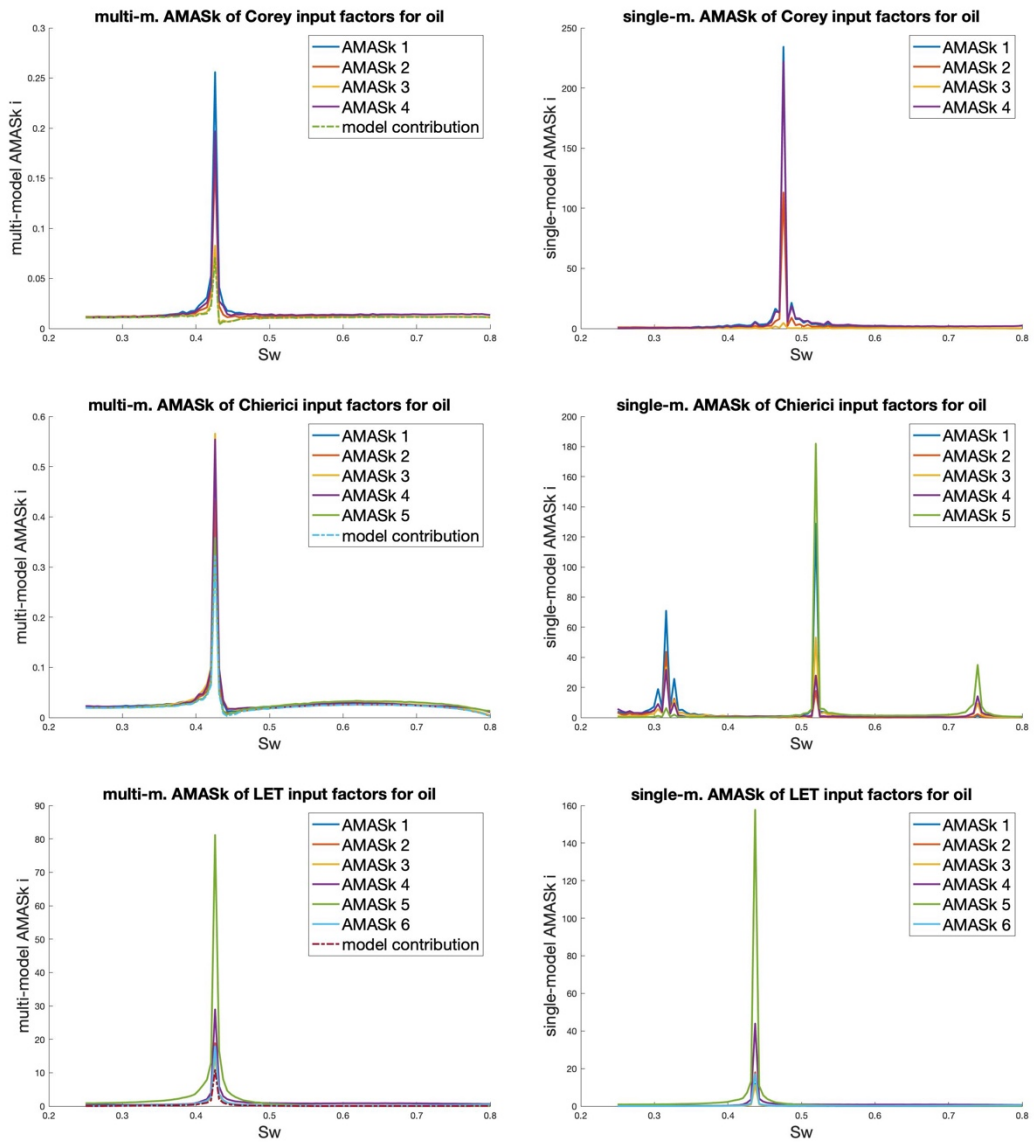 multi-m. AMASk of Corey input factors for oil
0.3
0.25
0.2
0.15
0.1
0.05
0
multi-model AMASk i
AMASk 1
AMASk 2
AMASk 3
AMASk 4
model contribution
0.2 0.3 0.4 0.5 0.6 0.7 0.8
Sw
single-m. AMASk of Corey input factors for oil
250
200
150
100
50
0
single-model AMASk i
AMASk 1
AMASk 2
AMASk 3
AMASk 4
0.2 0.3 0.4 0.5 0.6 0.7 0.8
Sw
multi-m. AMASk of Chierici input factors for oil
0.6
0.5
0.4
0.3
0.2
0.1
0
multi-model AMASk i
AMASk 1
AMASk 2
AMASk 3
AMASk 4
AMASk 5
model contribution
0.2 0.3 0.4 0.5 0.6 0.7 0.8
Sw
single-m. AMASk of Chierici input factors for oil
200
180
160
140
120
100
80
60
40
20
0
single-model AMASk i
AMASk 1
AMASk 2
AMASk 3
AMASk 4
AMASk 5
0.2 0.3 0.4 0.5 0.6 0.7 0.8
Sw
multi-m. AMASk of LET input factors for oil
90
80
70
60
50
40
30
20
10
0
multi-model AMASk i
AMASk 1
AMASk 2
AMASk 3
AMASk 4
AMASk 5
AMASk 6
model contribution
0.2 0.3 0.4 0.5 0.6 0.7 0.8
Sw
single-m. AMASk of LET input factors for oil
160
140
120
100
80
60
40
20
0
single-model AMASk i
AMASk 1
AMASk 2
AMASk 3
AMASk 4
AMASk 5
AMASk 6
0.2 0.3 0.4 0.5 0.6 0.7 0.8
Sw